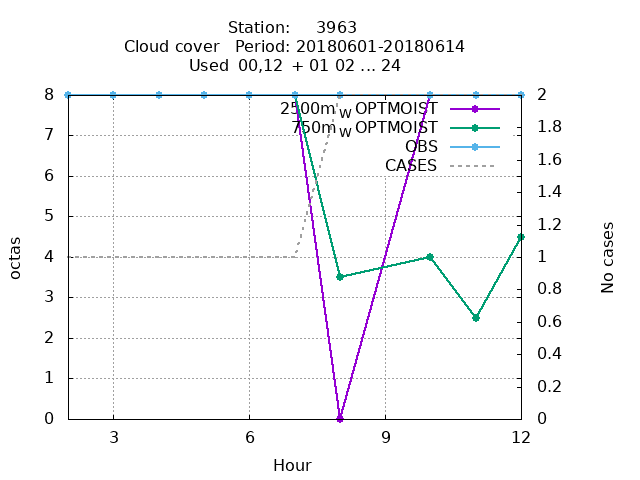 Station: 3963
Cloud cover Period: 20180601-20180614
Used 00,12 + 01 02 ... 24
8 2
2500m W OPTMOIST
7 750m W OPTMOIST 1.8
OBS
6 CASES 1.6
1.4
5 1.2
octas 4 1 No cases
3 0.8
0.6
2 0.4
1 0.2
0 0
3 6 9 12
Hour